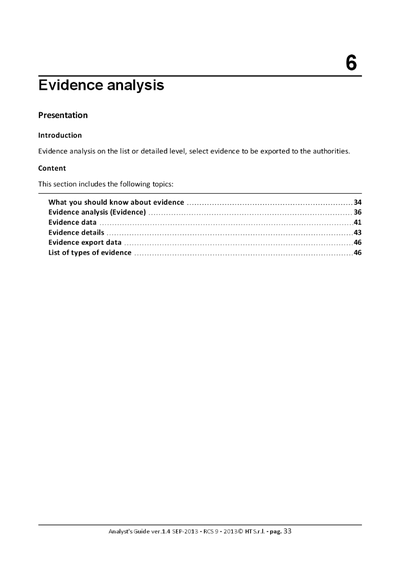 6
Evidence analysis
Presentation
Introduction
Evidence analysis on the list or detailed level, select evidence to be exported to the authorities.
Content
This section includes the following topics:
What you should know about evidence ........................................................................ 34
Evidence analysis (Evidence) ........................................................................ 36
Evidence data ........................................................................ 41
Evidence details ........................................................................ 43
Evidence export data ........................................................................ 46
List of types of evidence ........................................................................ 46
Analyst's Guide ver.1.4 SEP-2013 - RCS 9 - 2013© HT S.r.l. - pag. 33